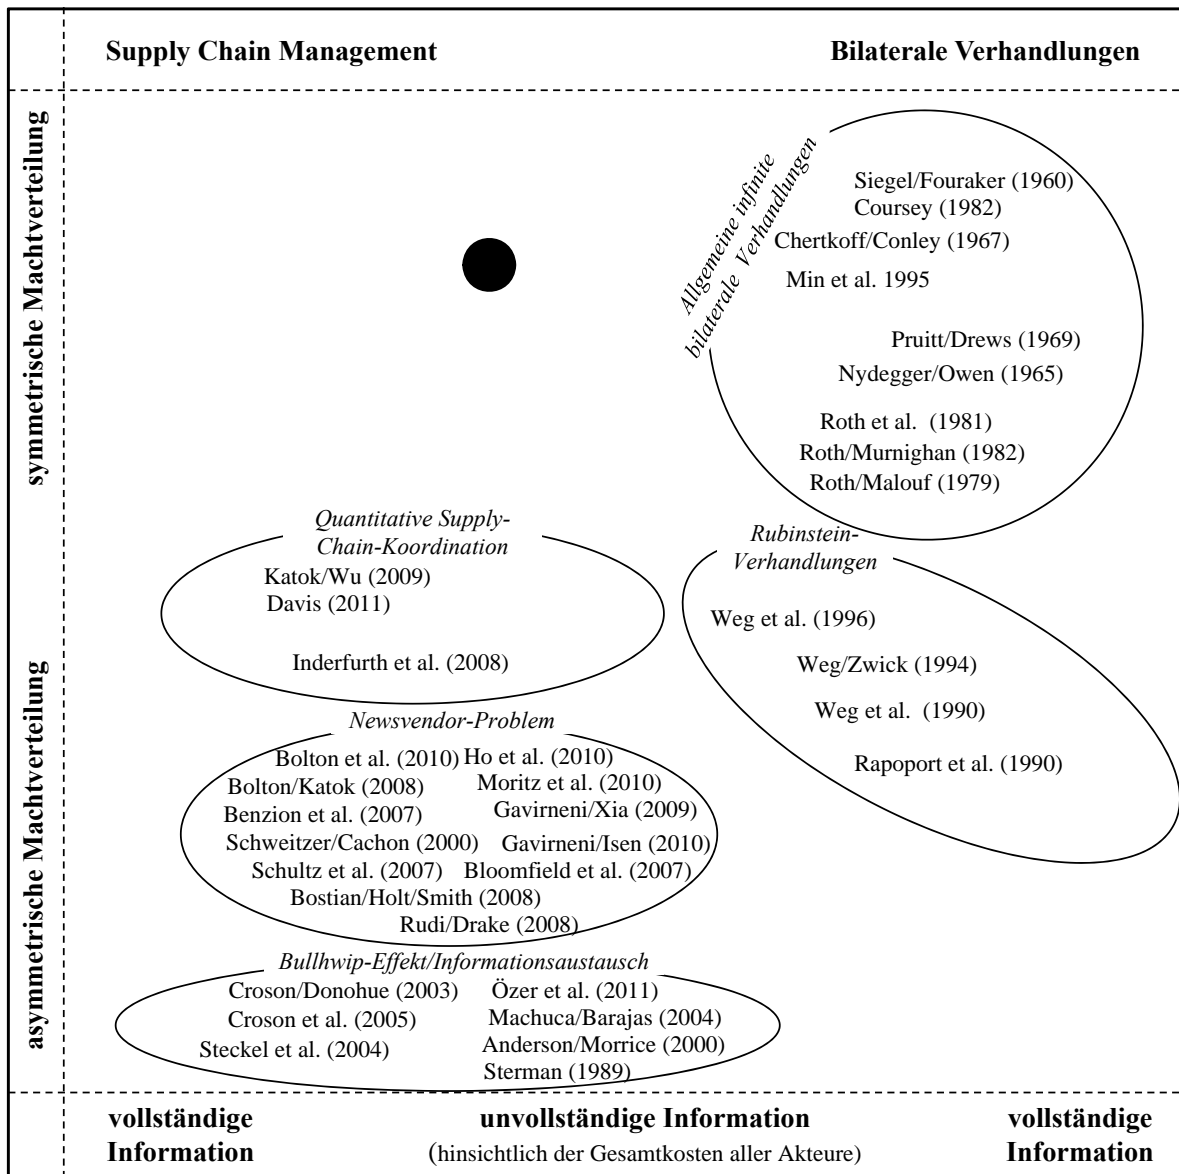 Supply Chain Management
Bilaterale Verhandlungen
symmetrische Machtverteilung
Allgemeine infinite
bilaterale Verhandlungen
Siegel/Fouraker (1960)
Coursey (1982)
Chertkoff/Conley (1967)
Min et al. 1995
Pruitt/Drews (1969)
Nydegger/Owen (1965)
Roth et al. (1981)
Roth/Murnighan (1982)
Roth/Malouf (1979)
asymmetrische Machtverteilung
Quantitative Supply-
Chain-Koordination
Katok/Wu (2009)
Davis (2011)
Inderfurth et al. (2008)
Rubinstein-
Verhandlungen
Weg et al. (1996)
Weg/Zwick (1994)
Weg et al. (1990)
Rapoport et al. (1990)
Newsvendor-Problem
Bolton et al. (2010) Ho et al. (2010)
Bolton/Katok (2008) Moritz et al. (2010)
Benzion et al. (2007) Gavirneni/Xia (2009)
Schweitzer/Cachon (2000) Gavirneni/Isen (2010)
Schultz et al. (2007) Bloomfield et al. (2007)
Bostian/Holt/Smith (2008)
Rudi/Drake (2008)
Bullhwip-Effekt/Informationsaustausch
Croson/Donohue (2003) Özer et al. (2011)
Croson et al. (2005) Machuca/Barajas (2004)
Steckel et al. (2004) Anderson/Morrice (2000)
Sterman (1989)
vollständige
Information
unvollständige Information
(hinsichtlich der Gesamtkosten aller Akteure)
vollständige
Information